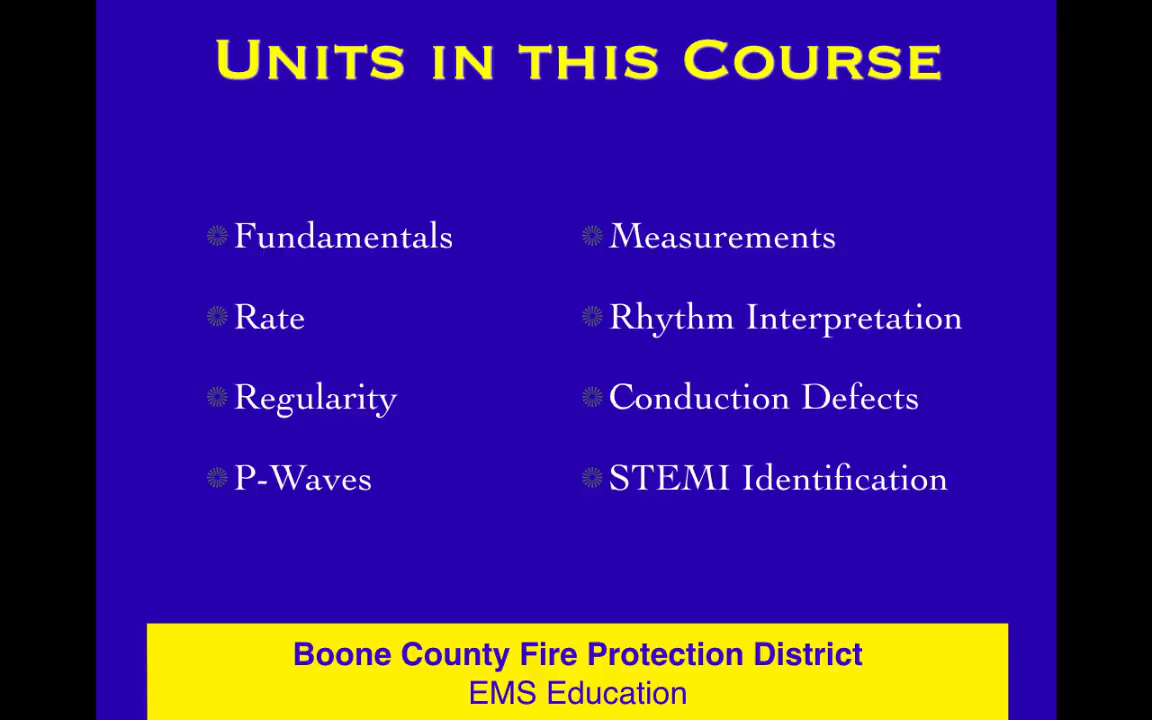 Units in this Course
Fundamentals
Rate
Regularity
P-Waves
Measurements
Rhythm Interpretation
Conduction Defects
STEMI Identification
Boone County Fire Protection District
EMS Education